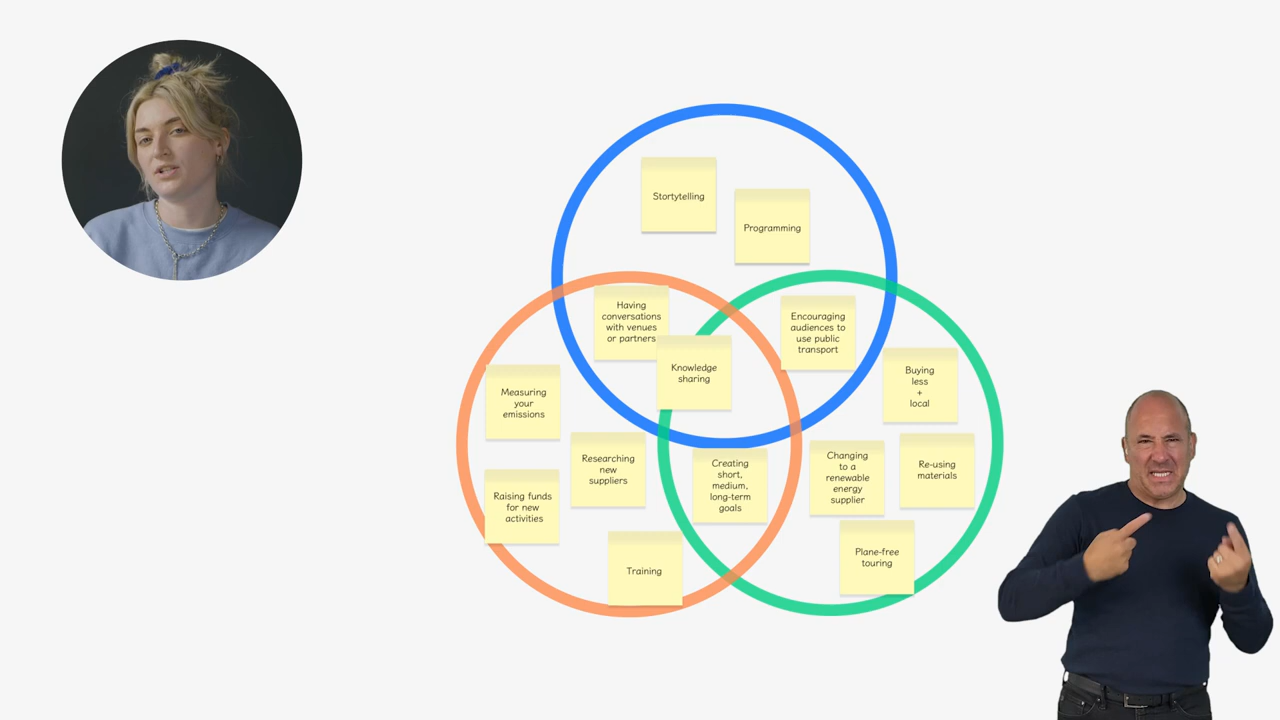 Stortytelling
Programming
Having
conversations
with venues
or partners
Knowledge
sharing
Encouraging
audiences to
use public
transport
Buying
less
+
local
Measuring
your
emissions
Researching
new
suppliers
Raising funds
for new
activities
Training
Creating
short,
medium,
long-term
goals
Changing
to a
renewable
energy
supplier
Re-using
materials
Plane-free
touring